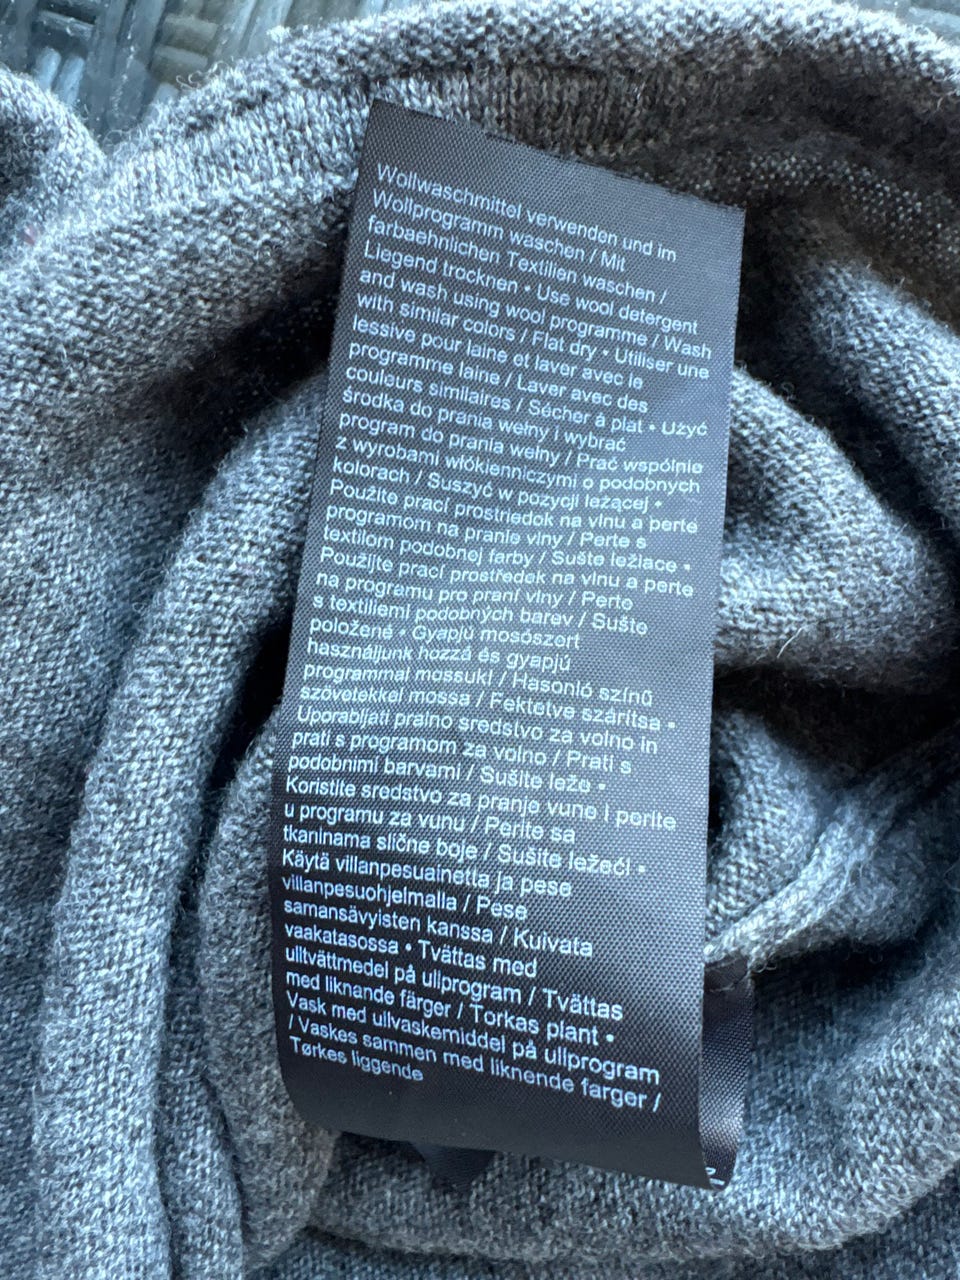 Wollwaschmittel verwenden und im
Wollprogramm waschen / Mit
farbaehnlichen Textilien waschen /
Liegend trocknen • Use wool detergent
and wash using wool programme / Wash
with similar colors / Flat dry • Utiliser une
lessive pour laine et laver avec le
programme laine / Laver avec des
couleurs similaires / Sécher à plat • Użyć
środka do prania wełny i wybrać
program do prania wełny / Prać wspólnie
z wyrobami włókienniczymi o podobnych
kolorach / Suszyć w pozycji leżącej •
Použite prací prostriedok na vlnu a perte
programom na pranie vlny / Perte s
textilom podobnej farby / Sušte ležiace •
Použijte prací prostředek na vlnu a perte
na programu pro praní vlny / Perte
s textiliemi podobných barev / Sušte
položené • Gyapjú mosószert
használjunk hozzá és gyapjú
programmal mossuk! / Hasonló színű
szövetekkel mossa / Fektetve szárítsa •
Uporabljati pralno sredstvo za volno in
prati s programom za volno / Prati s
podobnimi barvami / Sušite leže •
Koristite sredstvo za pranje vune i perite
u programu za vunu / Perite sa
tkaninama slične boje / Sušite ležeći •
Käytä villanpesuainetta ja pese
villanpesuohjelmalla / Pese
samansävyisten kanssa / Kuivata
vaakatasossa • Tvättas med
ulltvättmedel på ullprogram / Tvättas
med liknande färger / Torkas plant •
Vask med ullvaskemiddel på ullprogram
/ Vaskes sammen med liknende farger /
Tørkes liggende